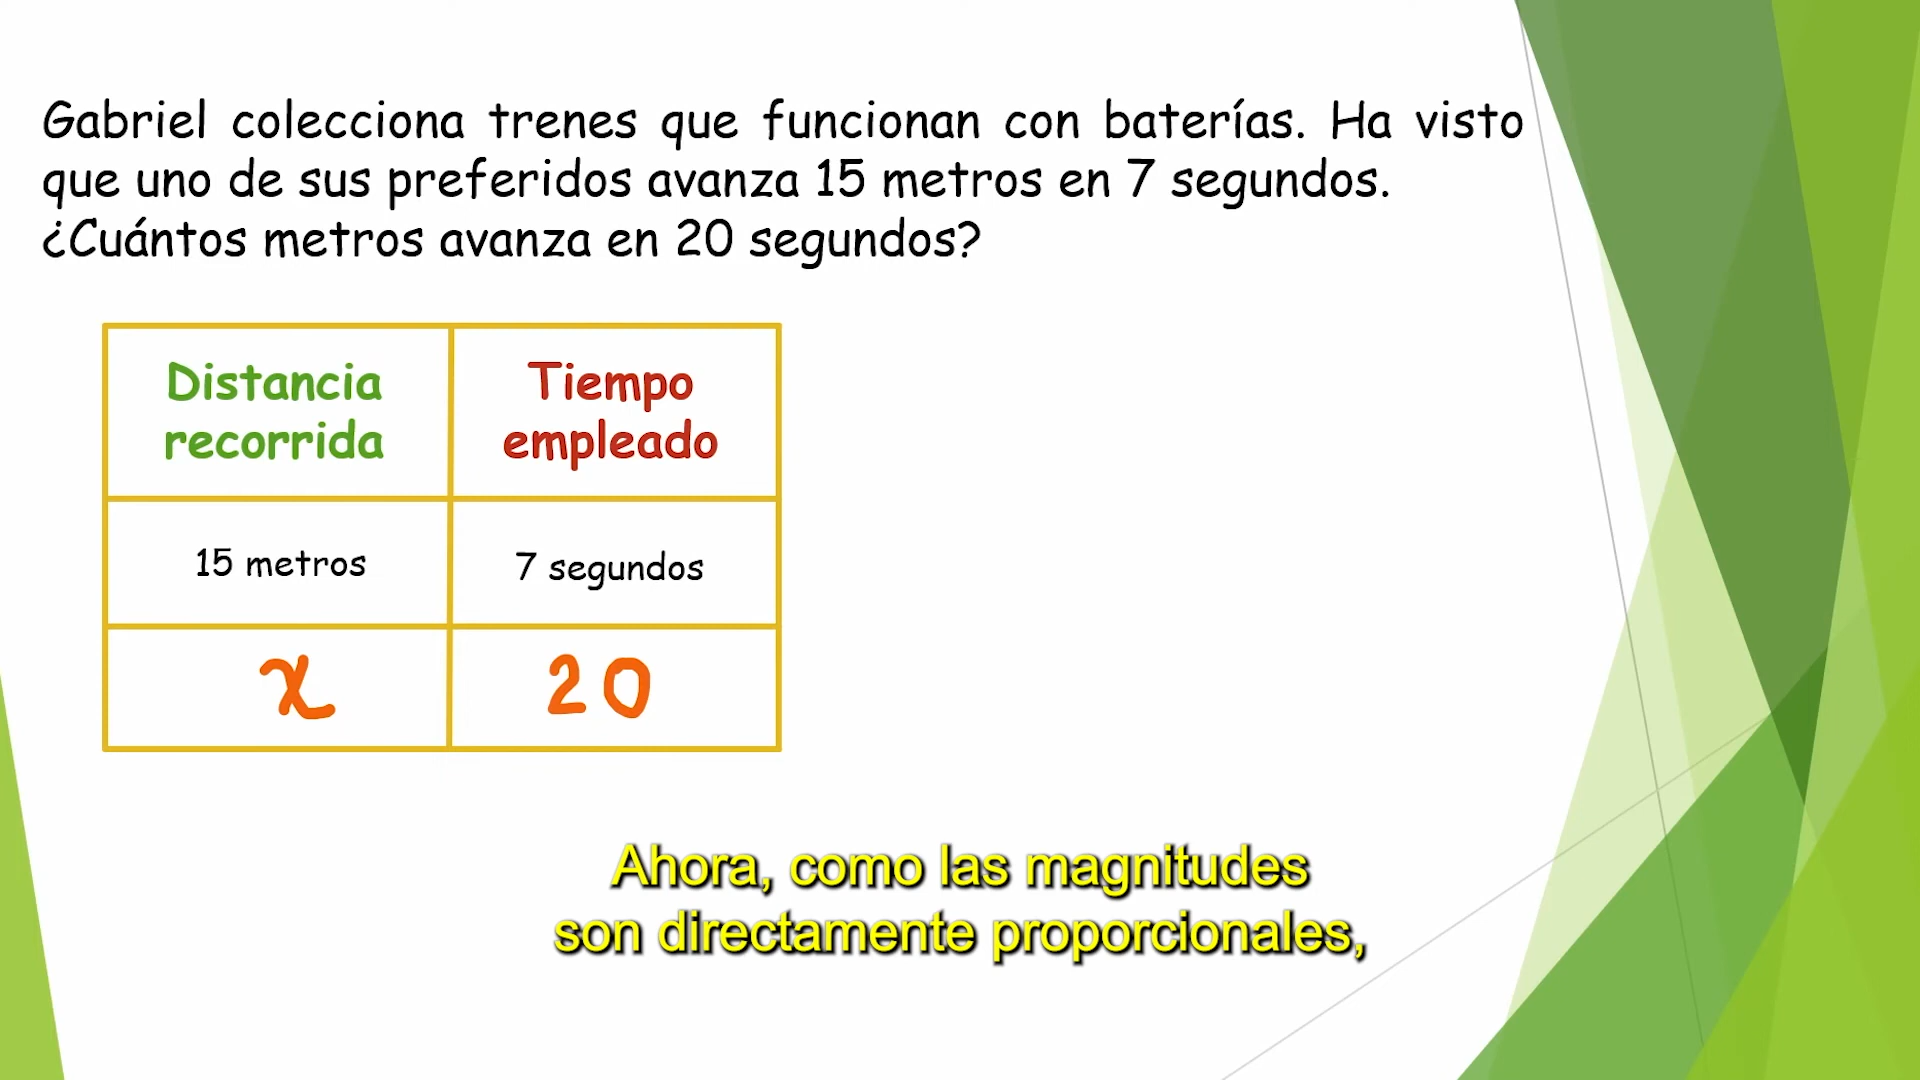 Gabriel colecciona trenes que funcionan con baterías. Ha visto
que uno de sus preferidos avanza 15 metros en 7 segundos.
¿Cuántos metros avanza en 20 segundos?
Distancia
recorrida
Tiempo
empleado
15 metros
7 segundos
x
20
Ahora, como las magnitudes
son directamente proporcionales,